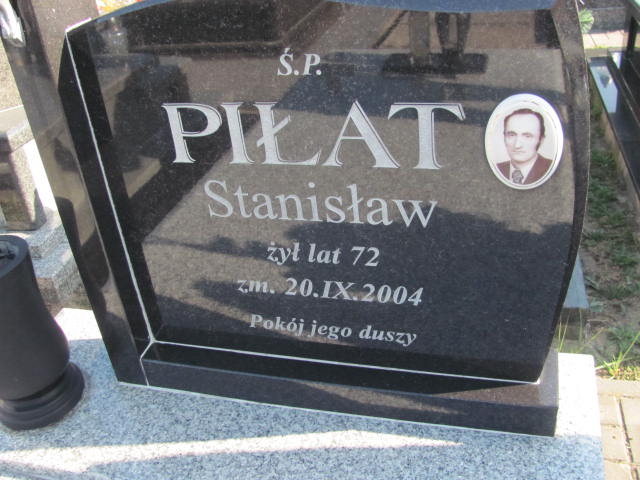 Ś.P.
PIŁAT
Stanisław
żył lat 72
zm. 20.IX.2004
Pokój jego duszy